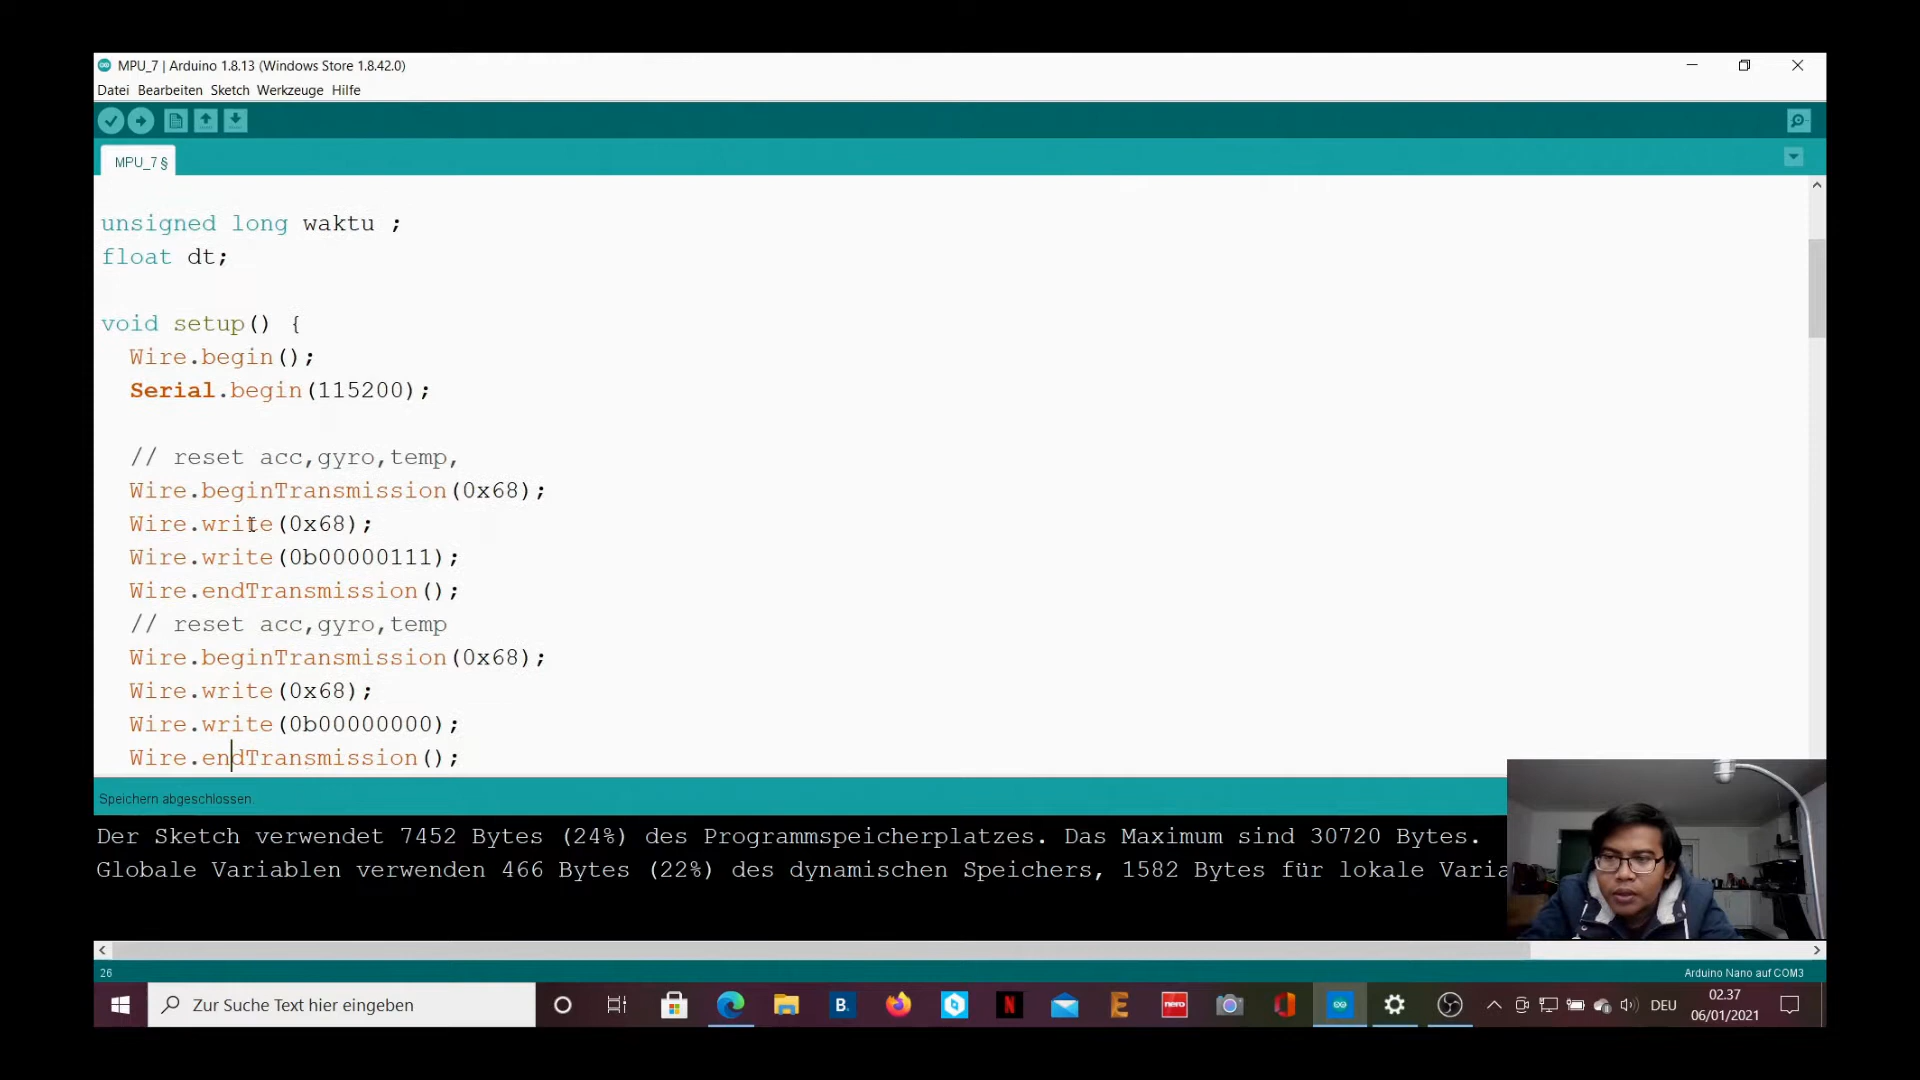 MPU_7 | Arduino 1.8.13 (Windows Store 1.8.42.0)
Datei Bearbeiten Sketch Werkzeuge Hilfe
MPU_7 §
unsigned long waktu ;
float dt;
void setup() {
Wire.begin();
Serial.begin(115200);
// reset acc,gyro,temp,
Wire.beginTransmission(0x68);
Wire.write(0x68);
Wire.write(0b00000111);
Wire.endTransmission();
// reset acc,gyro,temp
Wire.beginTransmission(0x68);
Wire.write(0x68);
Wire.write(0b00000000);
Wire.endTransmission();
Speichern abgeschlossen.
Der Sketch verwendet 7452 Bytes (24%) des Programmspeicherplatzes. Das Maximum sind 30720 Bytes.
Globale Variablen verwenden 466 Bytes (22%) des dynamischen Speichers, 1582 Bytes für lokale Varia
26
Arduino Nano auf COM3
Zur Suche Text hier eingeben
B.
N
E
nero
DEU
02.37
06/01/2021